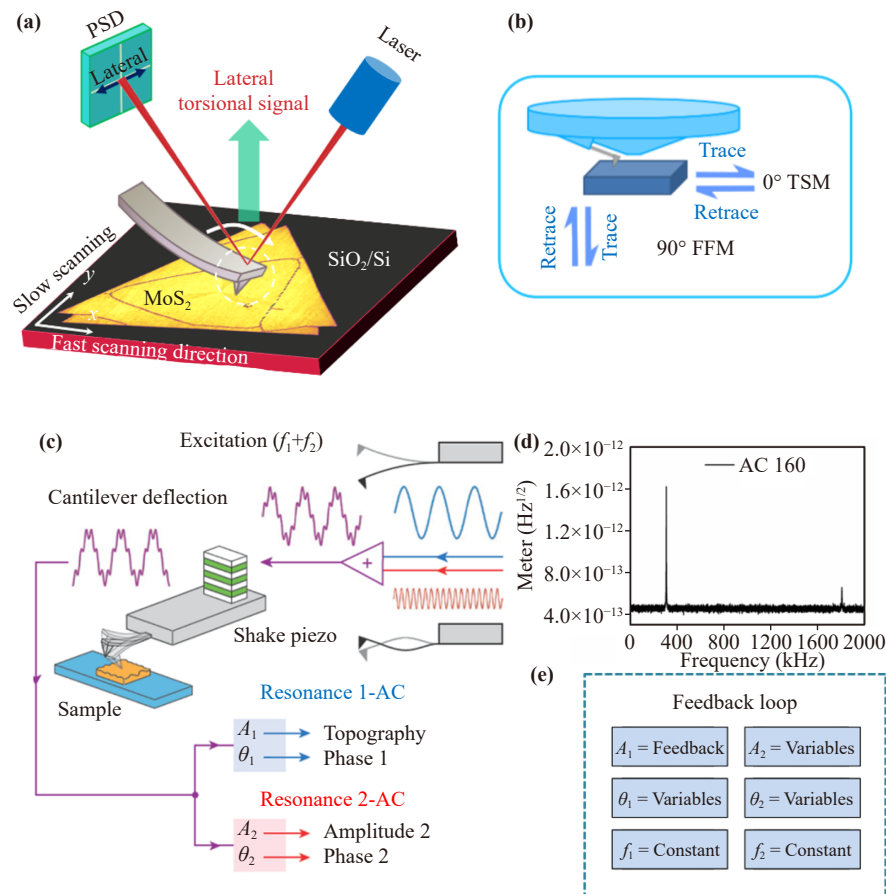 (a)
PSD
Lateral
Laser
Lateral
torsional signal
Slow scanning
y
x
MoS₂
SiO₂/Si
Fast scanning direction
(b)
Trace
Retrace
0° TSM
Retrace
Trace
90° FFM
(c)
Excitation (f₁+f₂)
Cantilever deflection
+
Shake piezo
Sample
Resonance 1-AC
A₁
Topography
θ₁
Phase 1
Resonance 2-AC
A₂
Amplitude 2
θ₂
Phase 2
(d)
AC 160
Meter (Hz¹/²)
2.0×10⁻¹²
1.6×10⁻¹²
1.2×10⁻¹²
8.0×10⁻¹³
4.0×10⁻¹³
0 400 800 1200 1600 2000
Frequency (kHz)
(e)
Feedback loop
A₁ = Feedback
A₂ = Variables
θ₁ = Variables
θ₂ = Variables
f₁ = Constant
f₂ = Constant